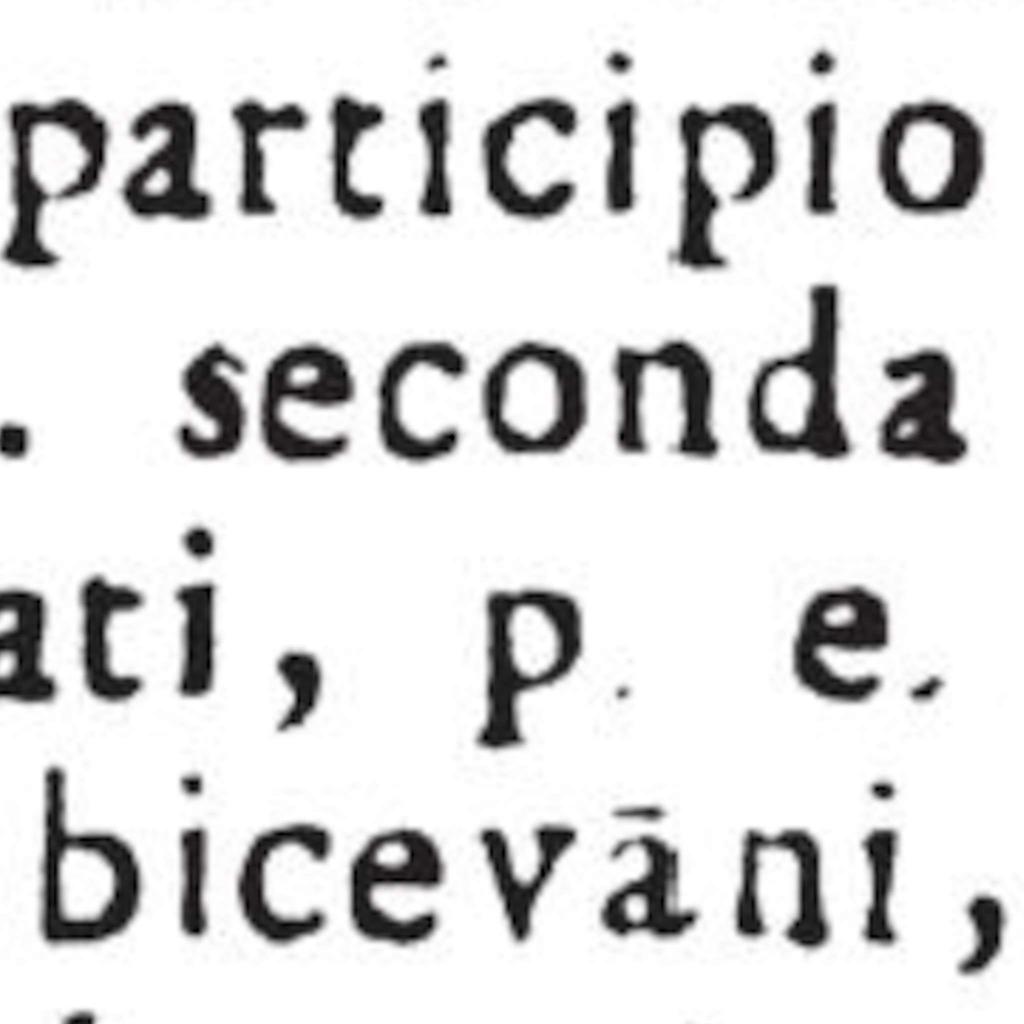 participio
. seconda
ati, p. e.
bicevāni,